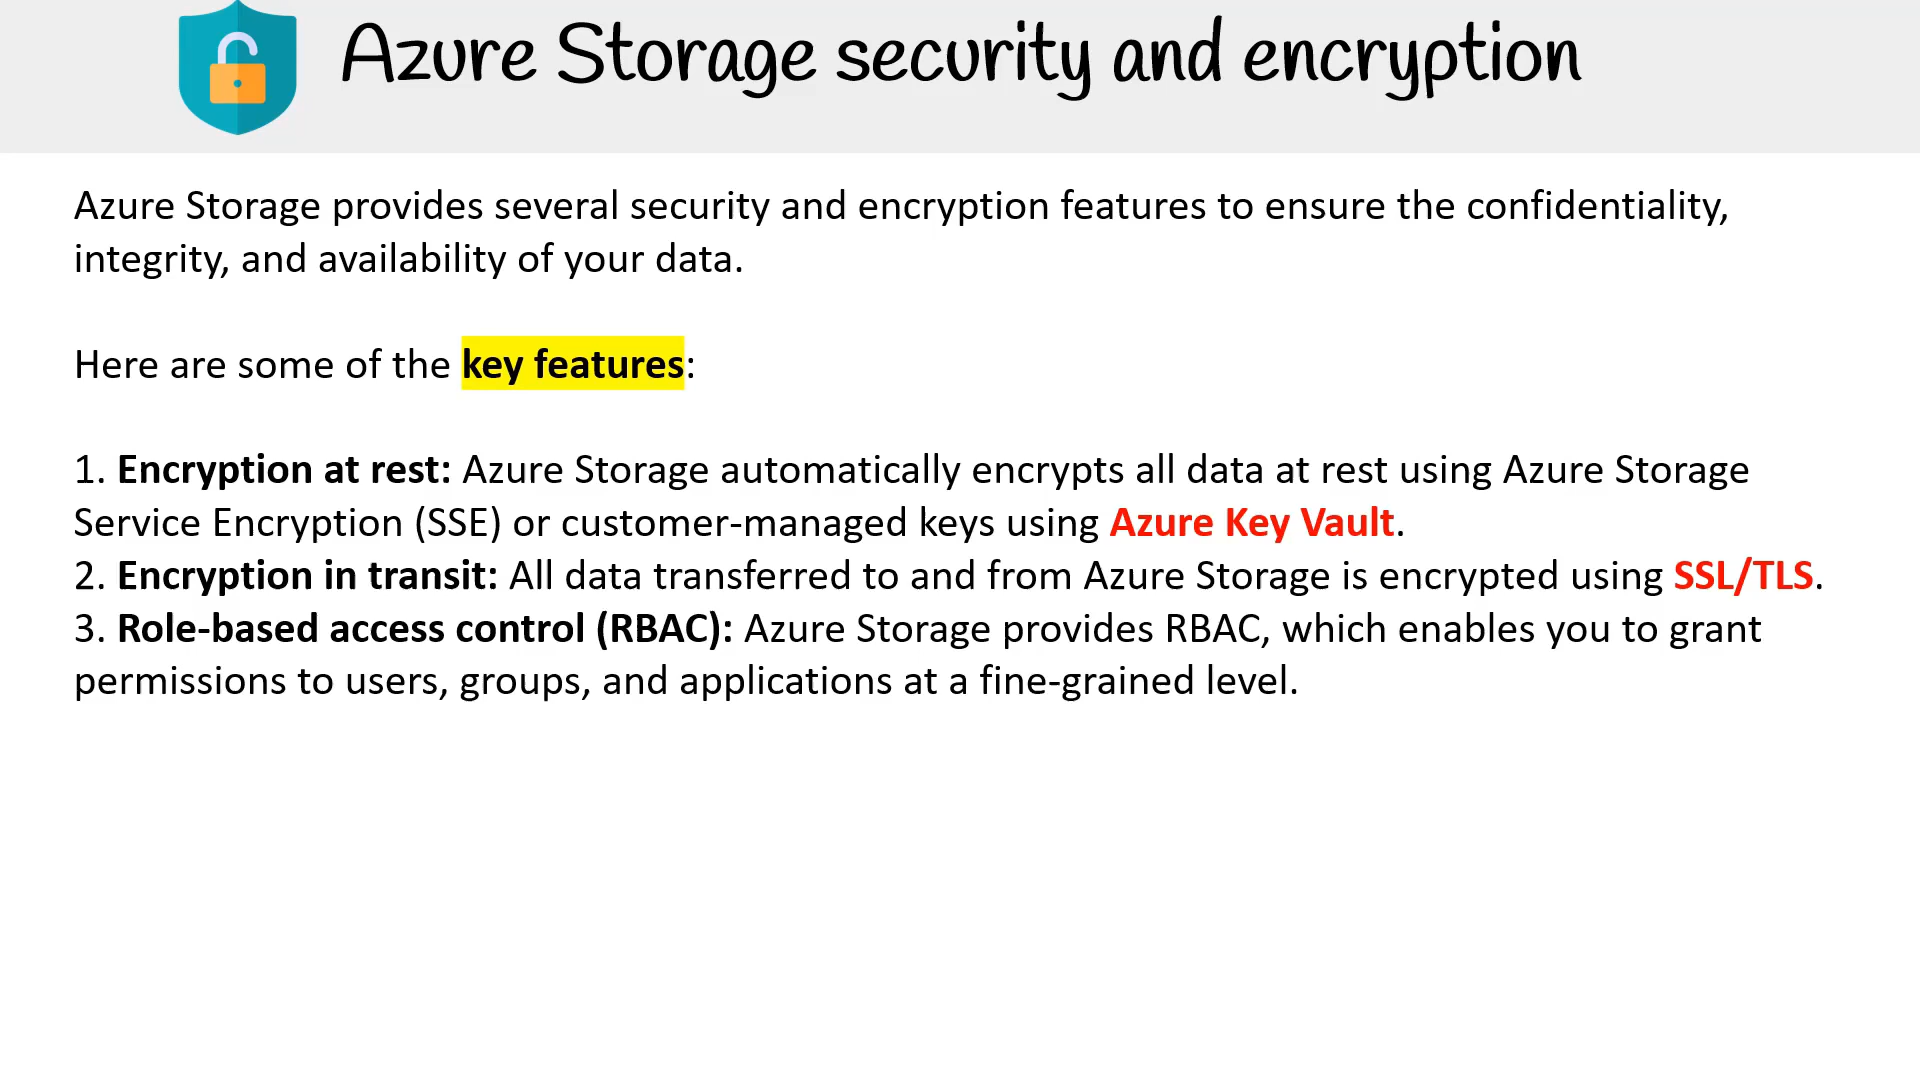 Azure Storage security and encryption
Azure Storage provides several security and encryption features to ensure the confidentiality,
integrity, and availability of your data.
Here are some of the key features:
1. Encryption at rest: Azure Storage automatically encrypts all data at rest using Azure Storage
Service Encryption (SSE) or customer-managed keys using Azure Key Vault.
2. Encryption in transit: All data transferred to and from Azure Storage is encrypted using SSL/TLS.
3. Role-based access control (RBAC): Azure Storage provides RBAC, which enables you to grant
permissions to users, groups, and applications at a fine-grained level.